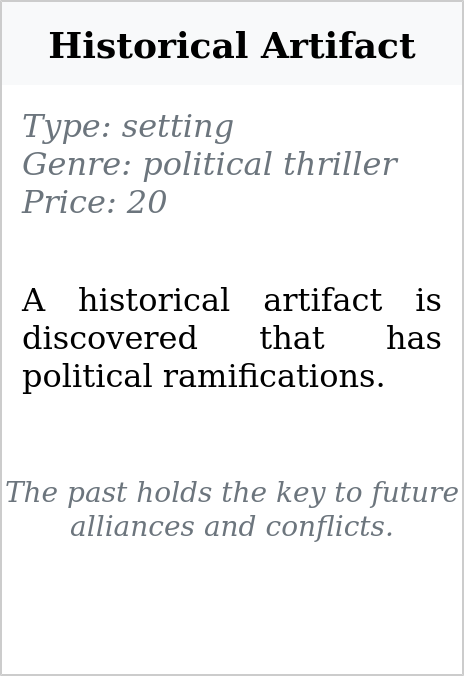 Historical Artifact
Type: setting
Genre: political thriller
Price: 20
A historical artifact is
discovered that has
political ramifications.
The past holds the key to future
alliances and conflicts.